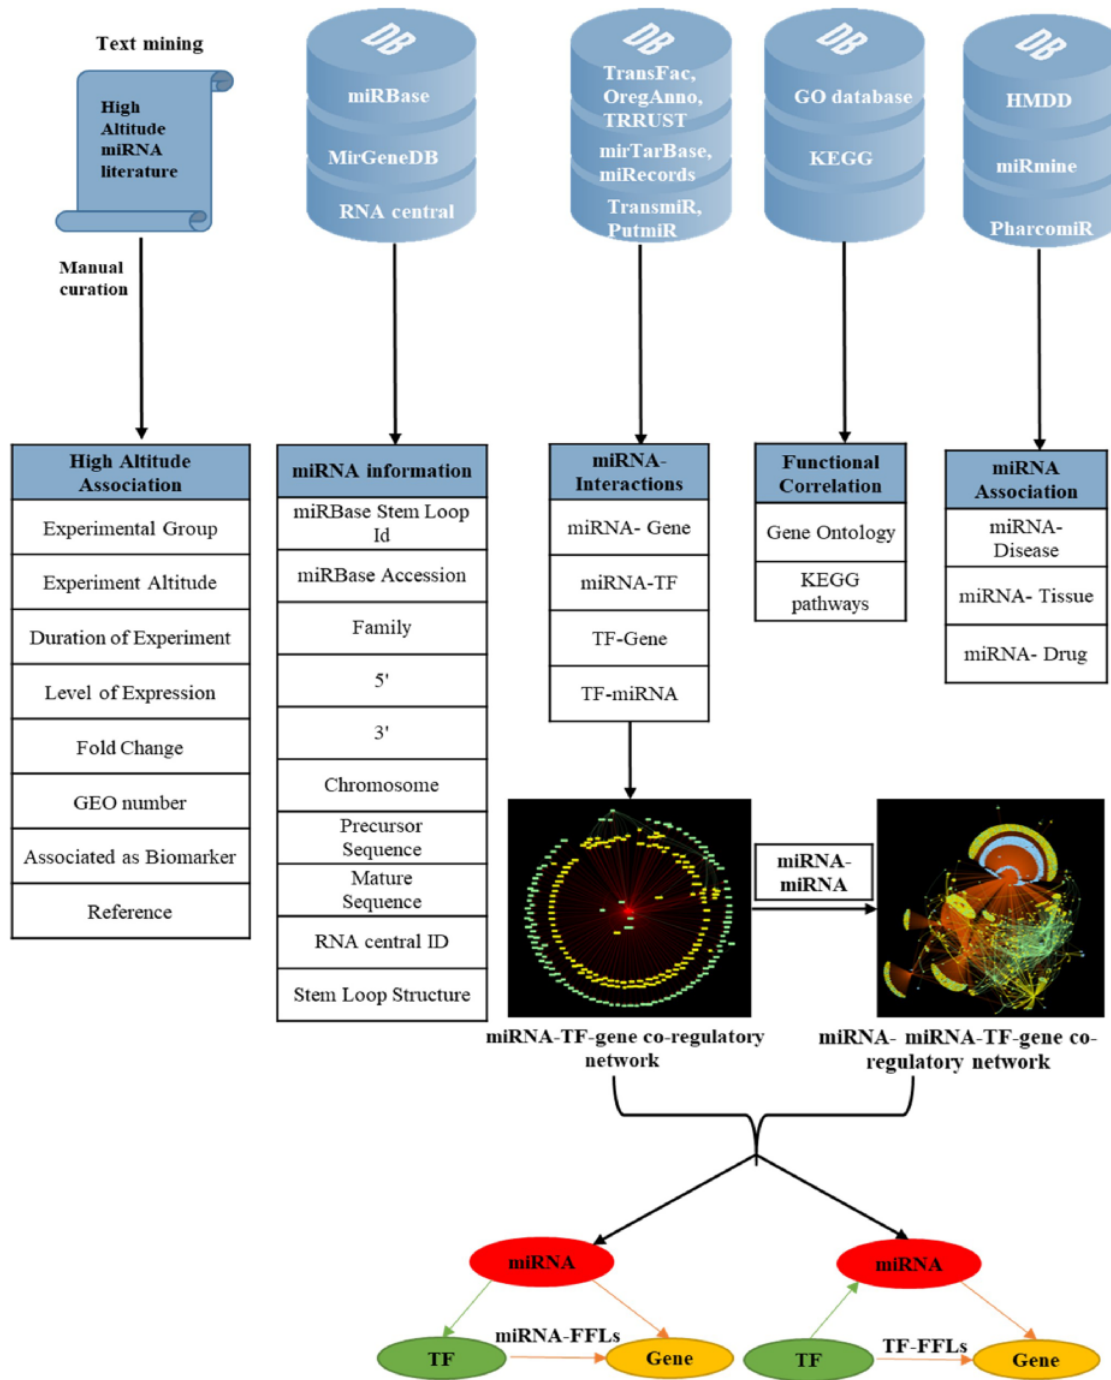 Text mining
High
Altitude
miRNA
literature
Manual
curation
DB
miRBase
MirGeneDB
RNA central
DB
TransFac,
OregAnno,
TRRUST
mirTarBase,
miRecords
TransmiR,
PutmiR
DB
GO database
KEGG
DB
HMDD
miRmine
PharcomiR
High Altitude
Association
Experimental Group
Experiment Altitude
Duration of Experiment
Level of Expression
Fold Change
GEO number
Associated as Biomarker
Reference
miRNA information
miRBase Stem Loop
Id
miRBase Accession
Family
5'
3'
Chromosome
Precursor
Sequence
Mature
Sequence
RNA central ID
Stem Loop Structure
miRNA-
Interactions
miRNA- Gene
miRNA-TF
TF-Gene
TF-miRNA
Functional
Correlation
Gene Ontology
KEGG
pathways
miRNA
Association
miRNA-
Disease
miRNA- Tissue
miRNA- Drug
miRNA-
miRNA
miRNA-TF-gene co-regulatory
network
miRNA- miRNA-TF-gene co-
regulatory network
miRNA
TF
miRNA-FFLs
Gene
miRNA
TF
TF-FFLs
Gene